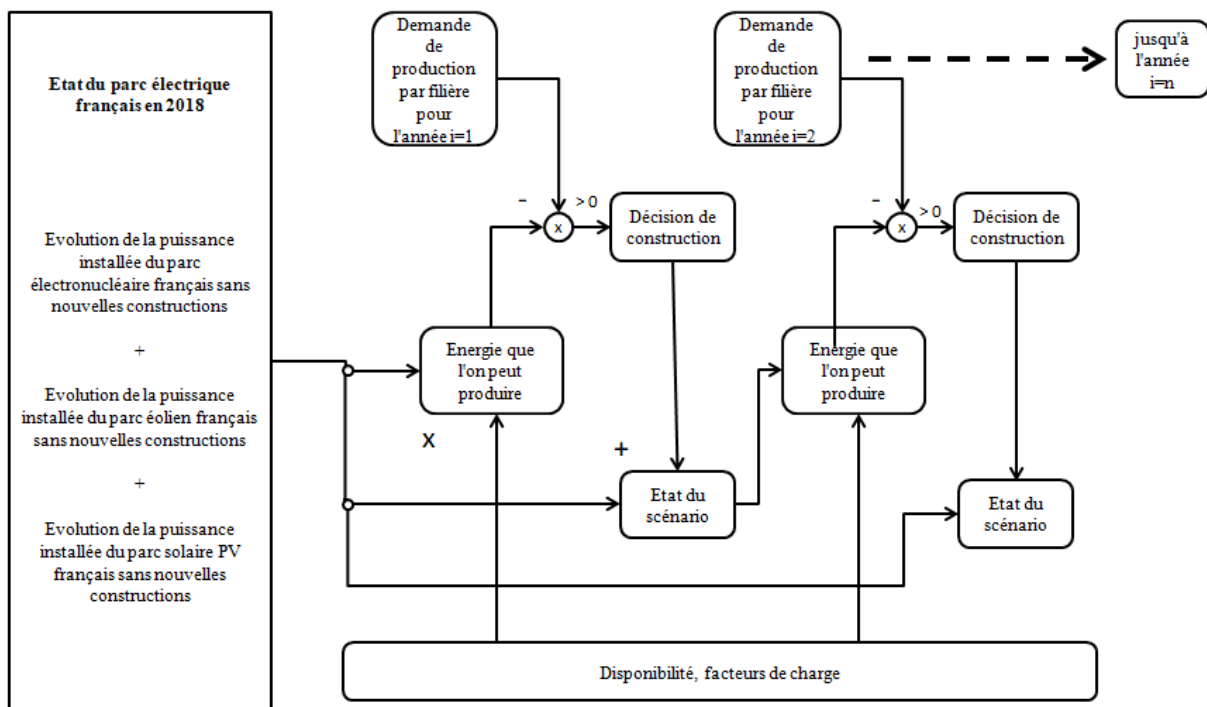 Etat du parc électrique
français en 2018
Evolution de la puissance
installée du parc
électronucléaire français sans
nouvelles constructions
+
Evolution de la puissance
installée du parc éolien français
sans nouvelles constructions
+
Evolution de la puissance
installée du parc solaire PV
français sans nouvelles
constructions
Demande
de
production
par filière
pour
l'année i=1
Demande
de
production
par filière
pour
l'année i=2
jusqu'à
l'année
i=n
-
x
> 0
Décision de
construction
-
x
> 0
Décision de
construction
Energie que
l'on peut
produire
Energie que
l'on peut
produire
x
+
Etat du
scénario
Etat du
scénario
Disponibilité, facteurs de charge